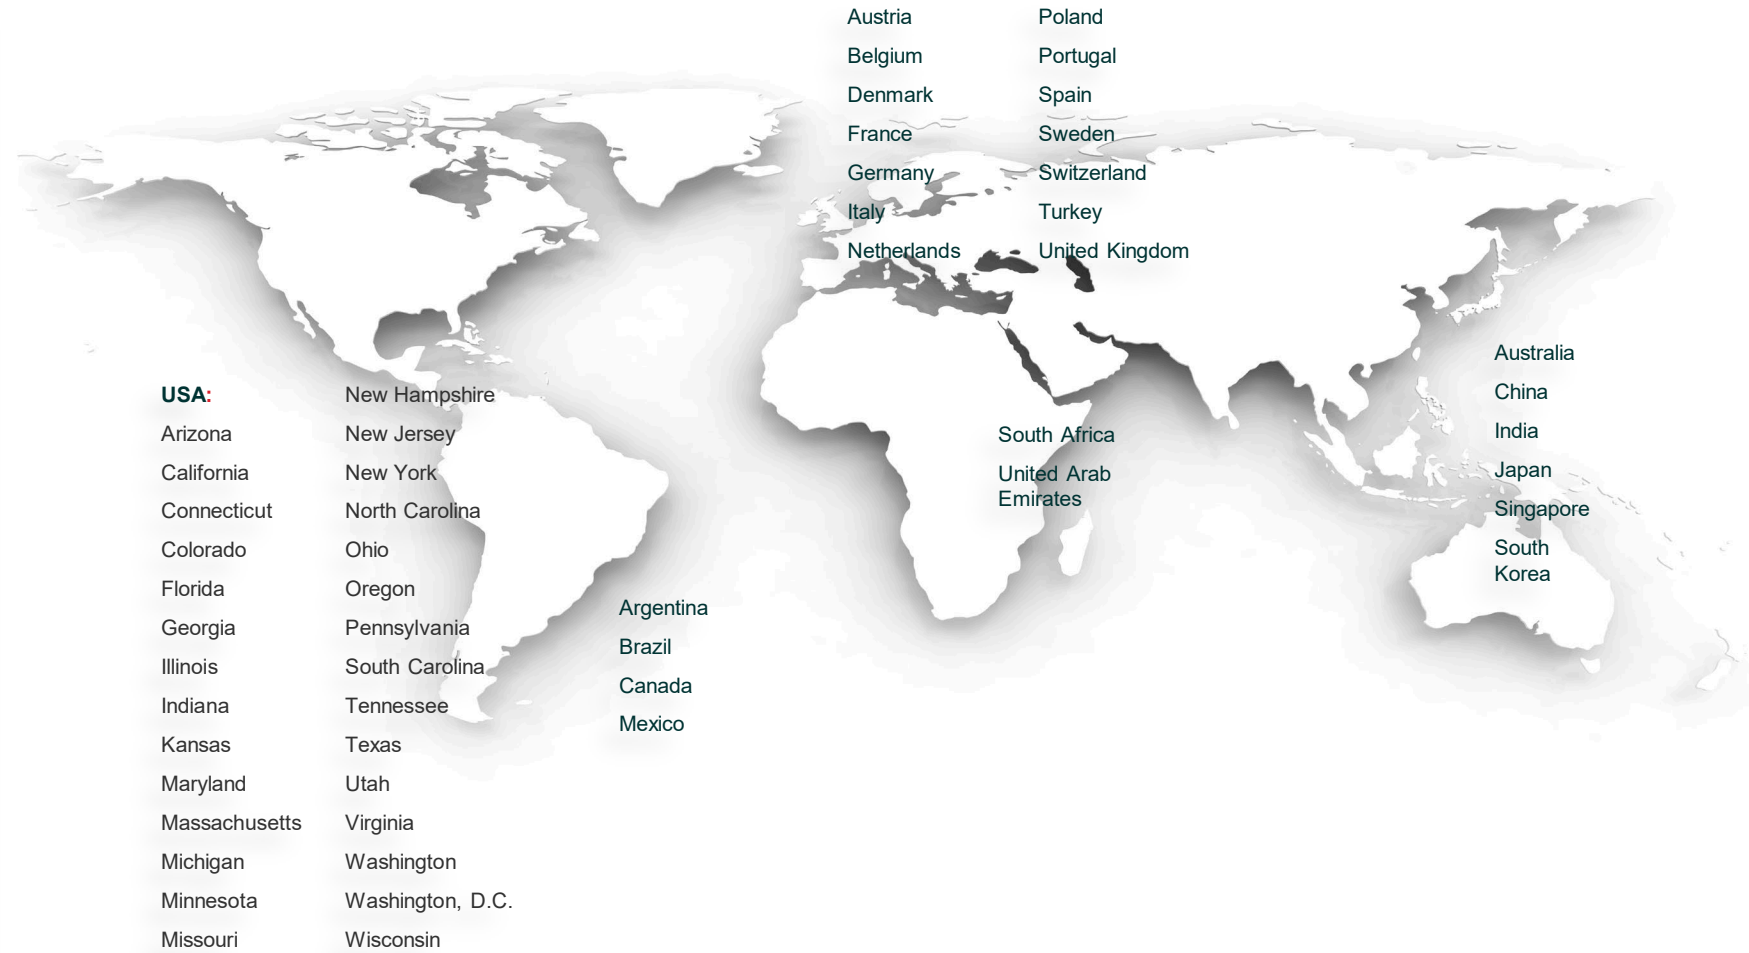 Austria
Belgium
Denmark
France
Germany
Italy
Netherlands
Poland
Portugal
Spain
Sweden
Switzerland
Turkey
United Kingdom
USA:
Arizona
California
Connecticut
Colorado
Florida
Georgia
Illinois
Indiana
Kansas
Maryland
Massachusetts
Michigan
Minnesota
Missouri
New Hampshire
New Jersey
New York
North Carolina
Ohio
Oregon
Pennsylvania
South Carolina
Tennessee
Texas
Utah
Virginia
Washington
Washington, D.C.
Wisconsin
Argentina
Brazil
Canada
Mexico
South Africa
United Arab
Emirates
Australia
China
India
Japan
Singapore
South
Korea